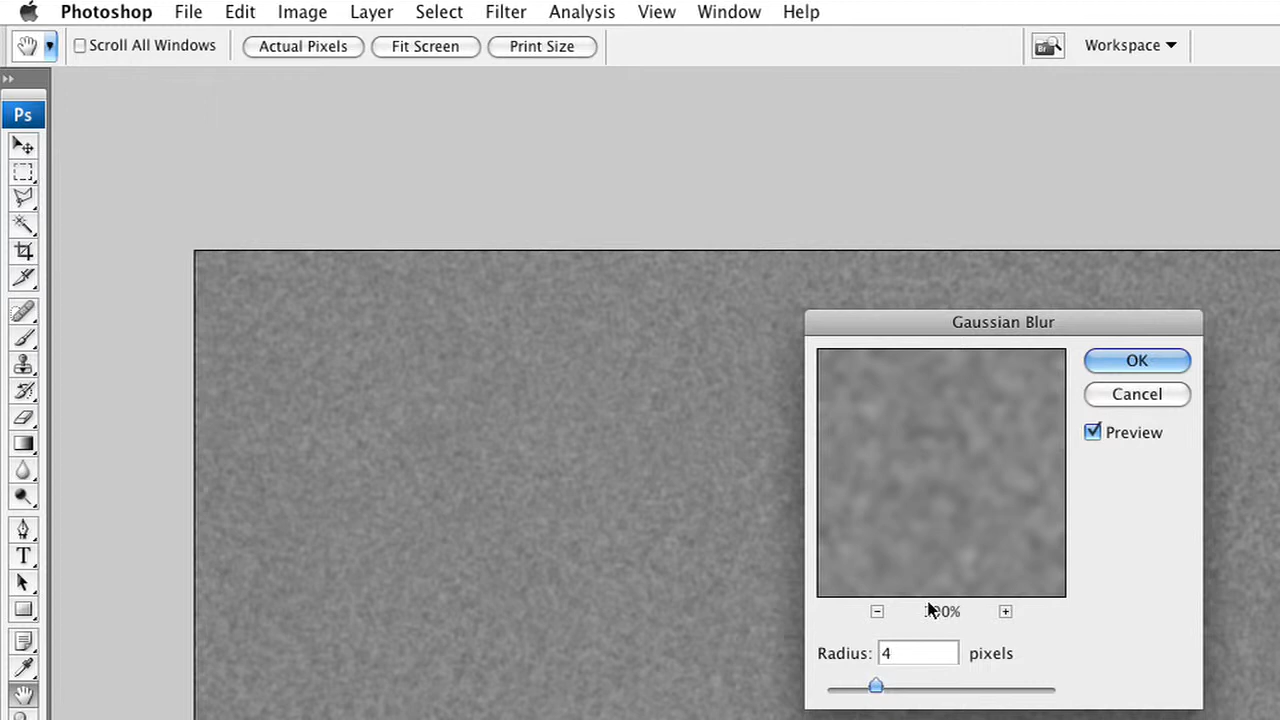 Photoshop File Edit Image Layer Select Filter Analysis View Window Help
Scroll All Windows Actual Pixels Fit Screen Print Size Br Workspace
Ps
Gaussian Blur
OK
Cancel
Preview
T
Radius: 4 pixels